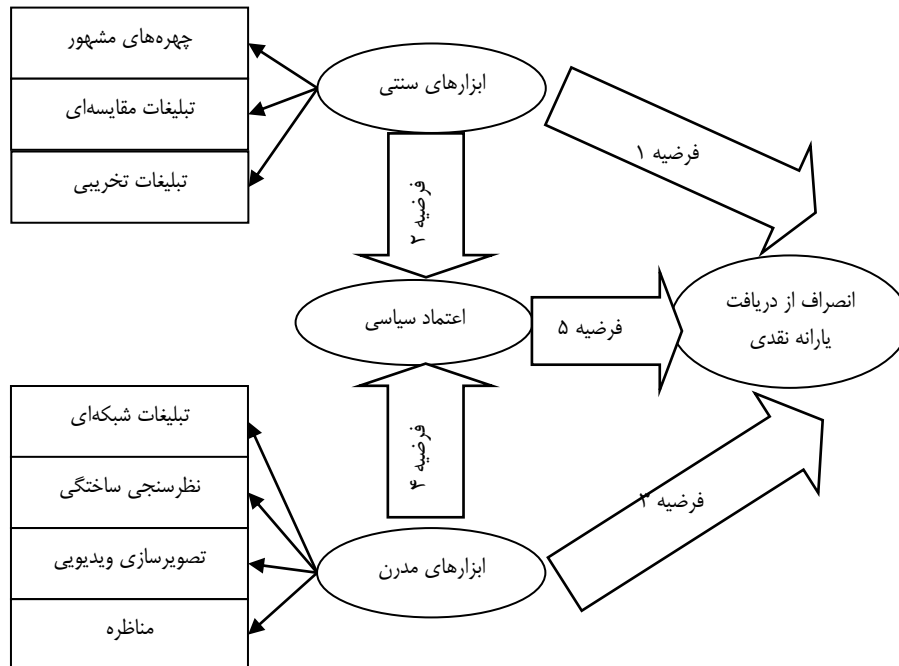 چهره‌های مشهور
تبلیغات مقایسه‌ای
تبلیغات تخریبی
ابزارهای سنتی
فرضیه ۱
فرضیه ۲
اعتماد سیاسی
فرضیه ۵
انصراف از دریافت
یارانه نقدی
فرضیه ۴
فرضیه ۳
تبلیغات شبکه‌ای
نظرسنجی ساختگی
تصویرسازی ویدیویی
مناظره
ابزارهای مدرن